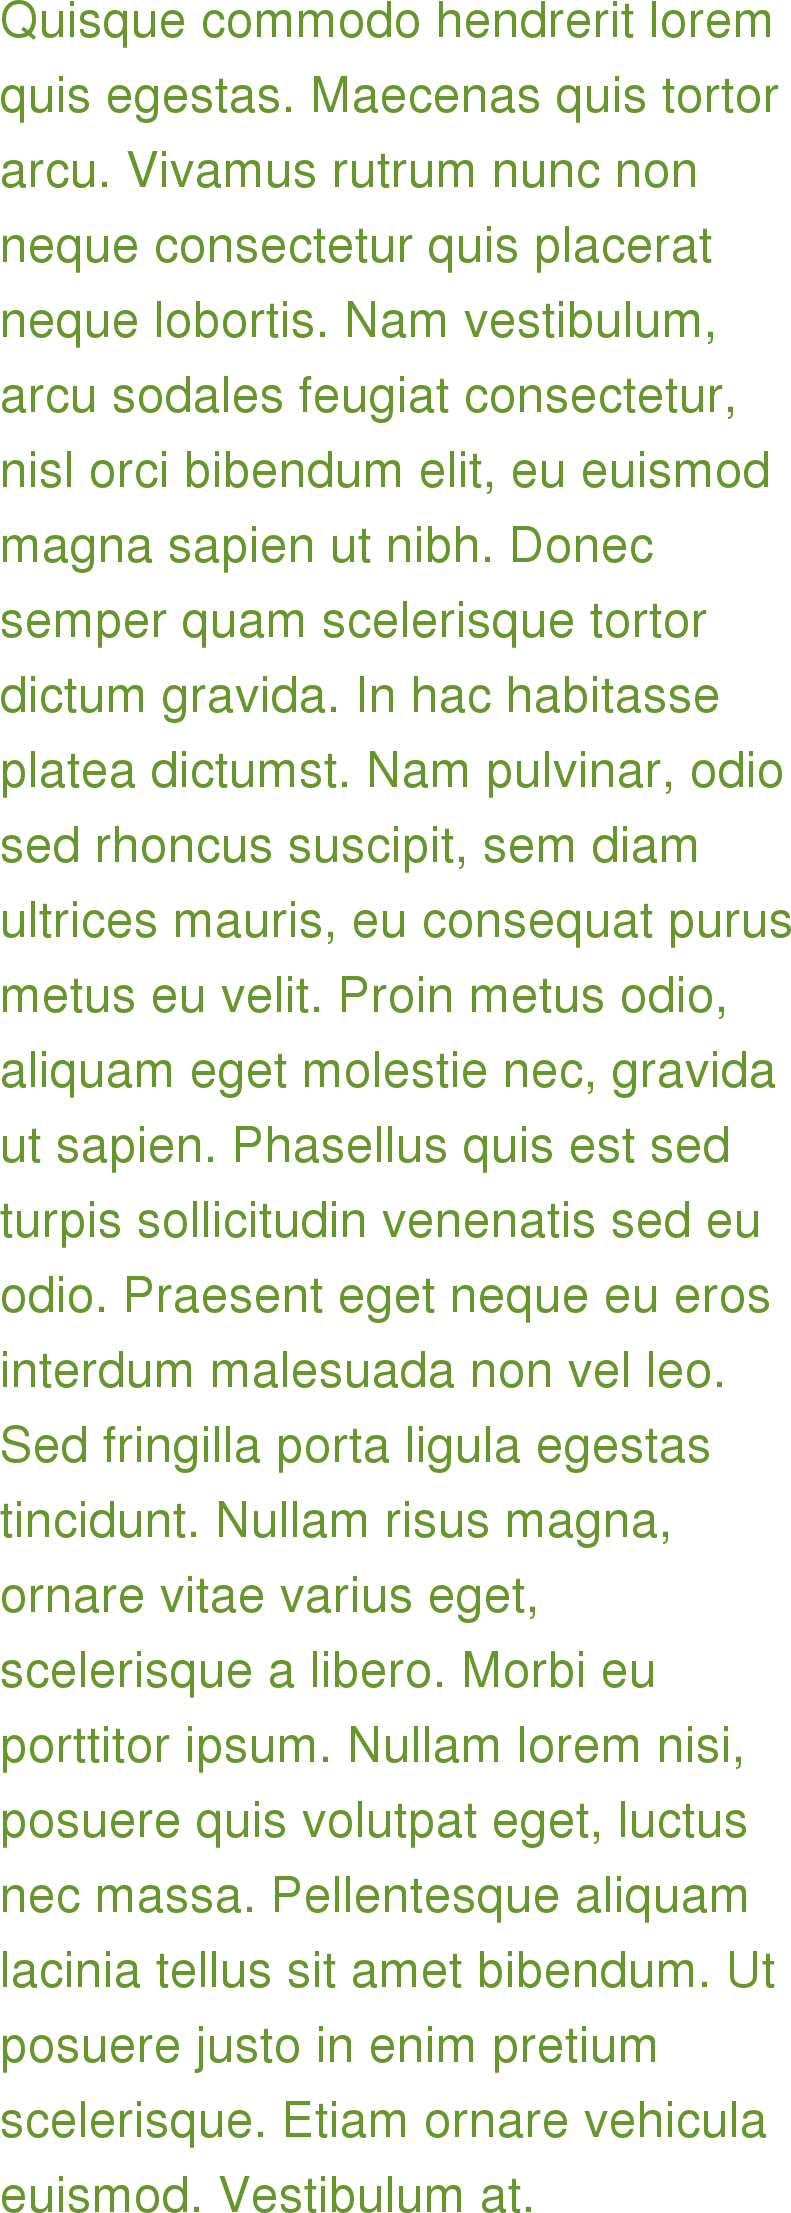 Quisque commodo hendrerit lorem
quis egestas. Maecenas quis tortor
arcu. Vivamus rutrum nunc non
neque consectetur quis placerat
neque lobortis. Nam vestibulum,
arcu sodales feugiat consectetur,
nisl orci bibendum elit, eu euismod
magna sapien ut nibh. Donec
semper quam scelerisque tortor
dictum gravida. In hac habitasse
platea dictumst. Nam pulvinar, odio
sed rhoncus suscipit, sem diam
ultrices mauris, eu consequat purus
metus eu velit. Proin metus odio,
aliquam eget molestie nec, gravida
ut sapien. Phasellus quis est sed
turpis sollicitudin venenatis sed eu
odio. Praesent eget neque eu eros
interdum malesuada non vel leo.
Sed fringilla porta ligula egestas
tincidunt. Nullam risus magna,
ornare vitae varius eget,
scelerisque a libero. Morbi eu
porttitor ipsum. Nullam lorem nisi,
posuere quis volutpat eget, luctus
nec massa. Pellentesque aliquam
lacinia tellus sit amet bibendum. Ut
posuere justo in enim pretium
scelerisque. Etiam ornare vehicula
euismod. Vestibulum at.